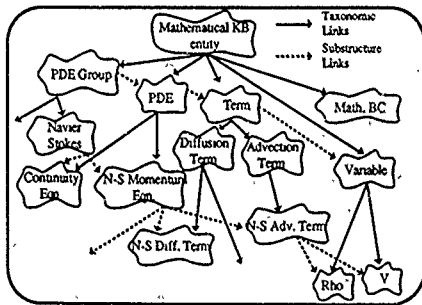 Mathematical KB
entity
Taxonomic
Links
Substructure
Links
PDE Group
PDE
Term
Math. BC
Navier
Stokes
Diffusion
Term
Advection
Term
Variable
Continuity
Eqn
N-S Momentum
Eqn
N-S Diff. Term
N-S Adv. Term
Rho
V